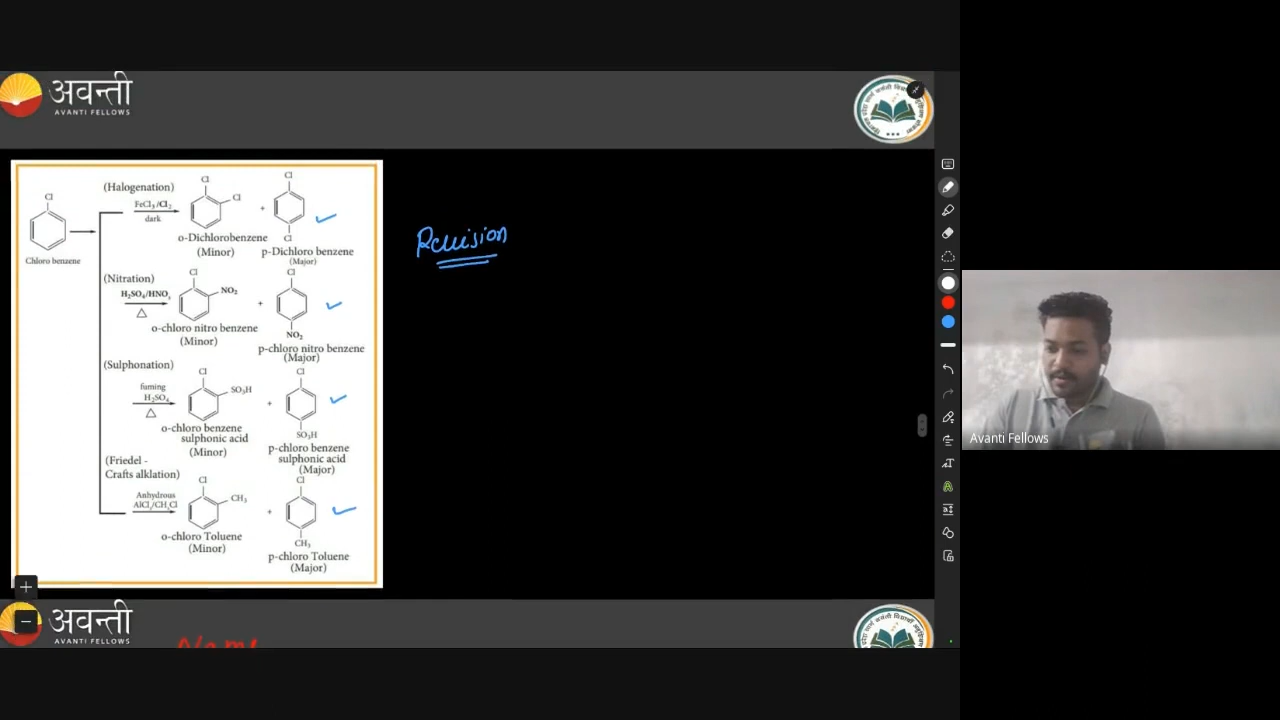 अवन्ती
AVANTI FELLOWS
Cl
Chloro benzene
(Halogenation)
FeCl₃/Cl₂
dark
Cl
Cl
o-Dichlorobenzene
(Minor)
+
Cl
Cl
p-Dichloro benzene
(Major)
Revision
(Nitration)
H₂SO₄/HNO₃
△
Cl
NO₂
o-chloro nitro benzene
(Minor)
+
Cl
NO₂
p-chloro nitro benzene
(Major)
(Sulphonation)
fuming
H₂SO₄
△
Cl
SO₃H
o-chloro benzene
sulphonic acid
(Minor)
+
Cl
SO₃H
p-chloro benzene
sulphonic acid
(Major)
(Friedel -
Crafts alklation)
Anhydrous
AlCl₃/CH₃Cl
Cl
CH₃
o-chloro Toluene
(Minor)
+
Cl
CH₃
p-chloro Toluene
(Major)
Avanti Fellows
अवन्ती
AVANTI FELLOWS